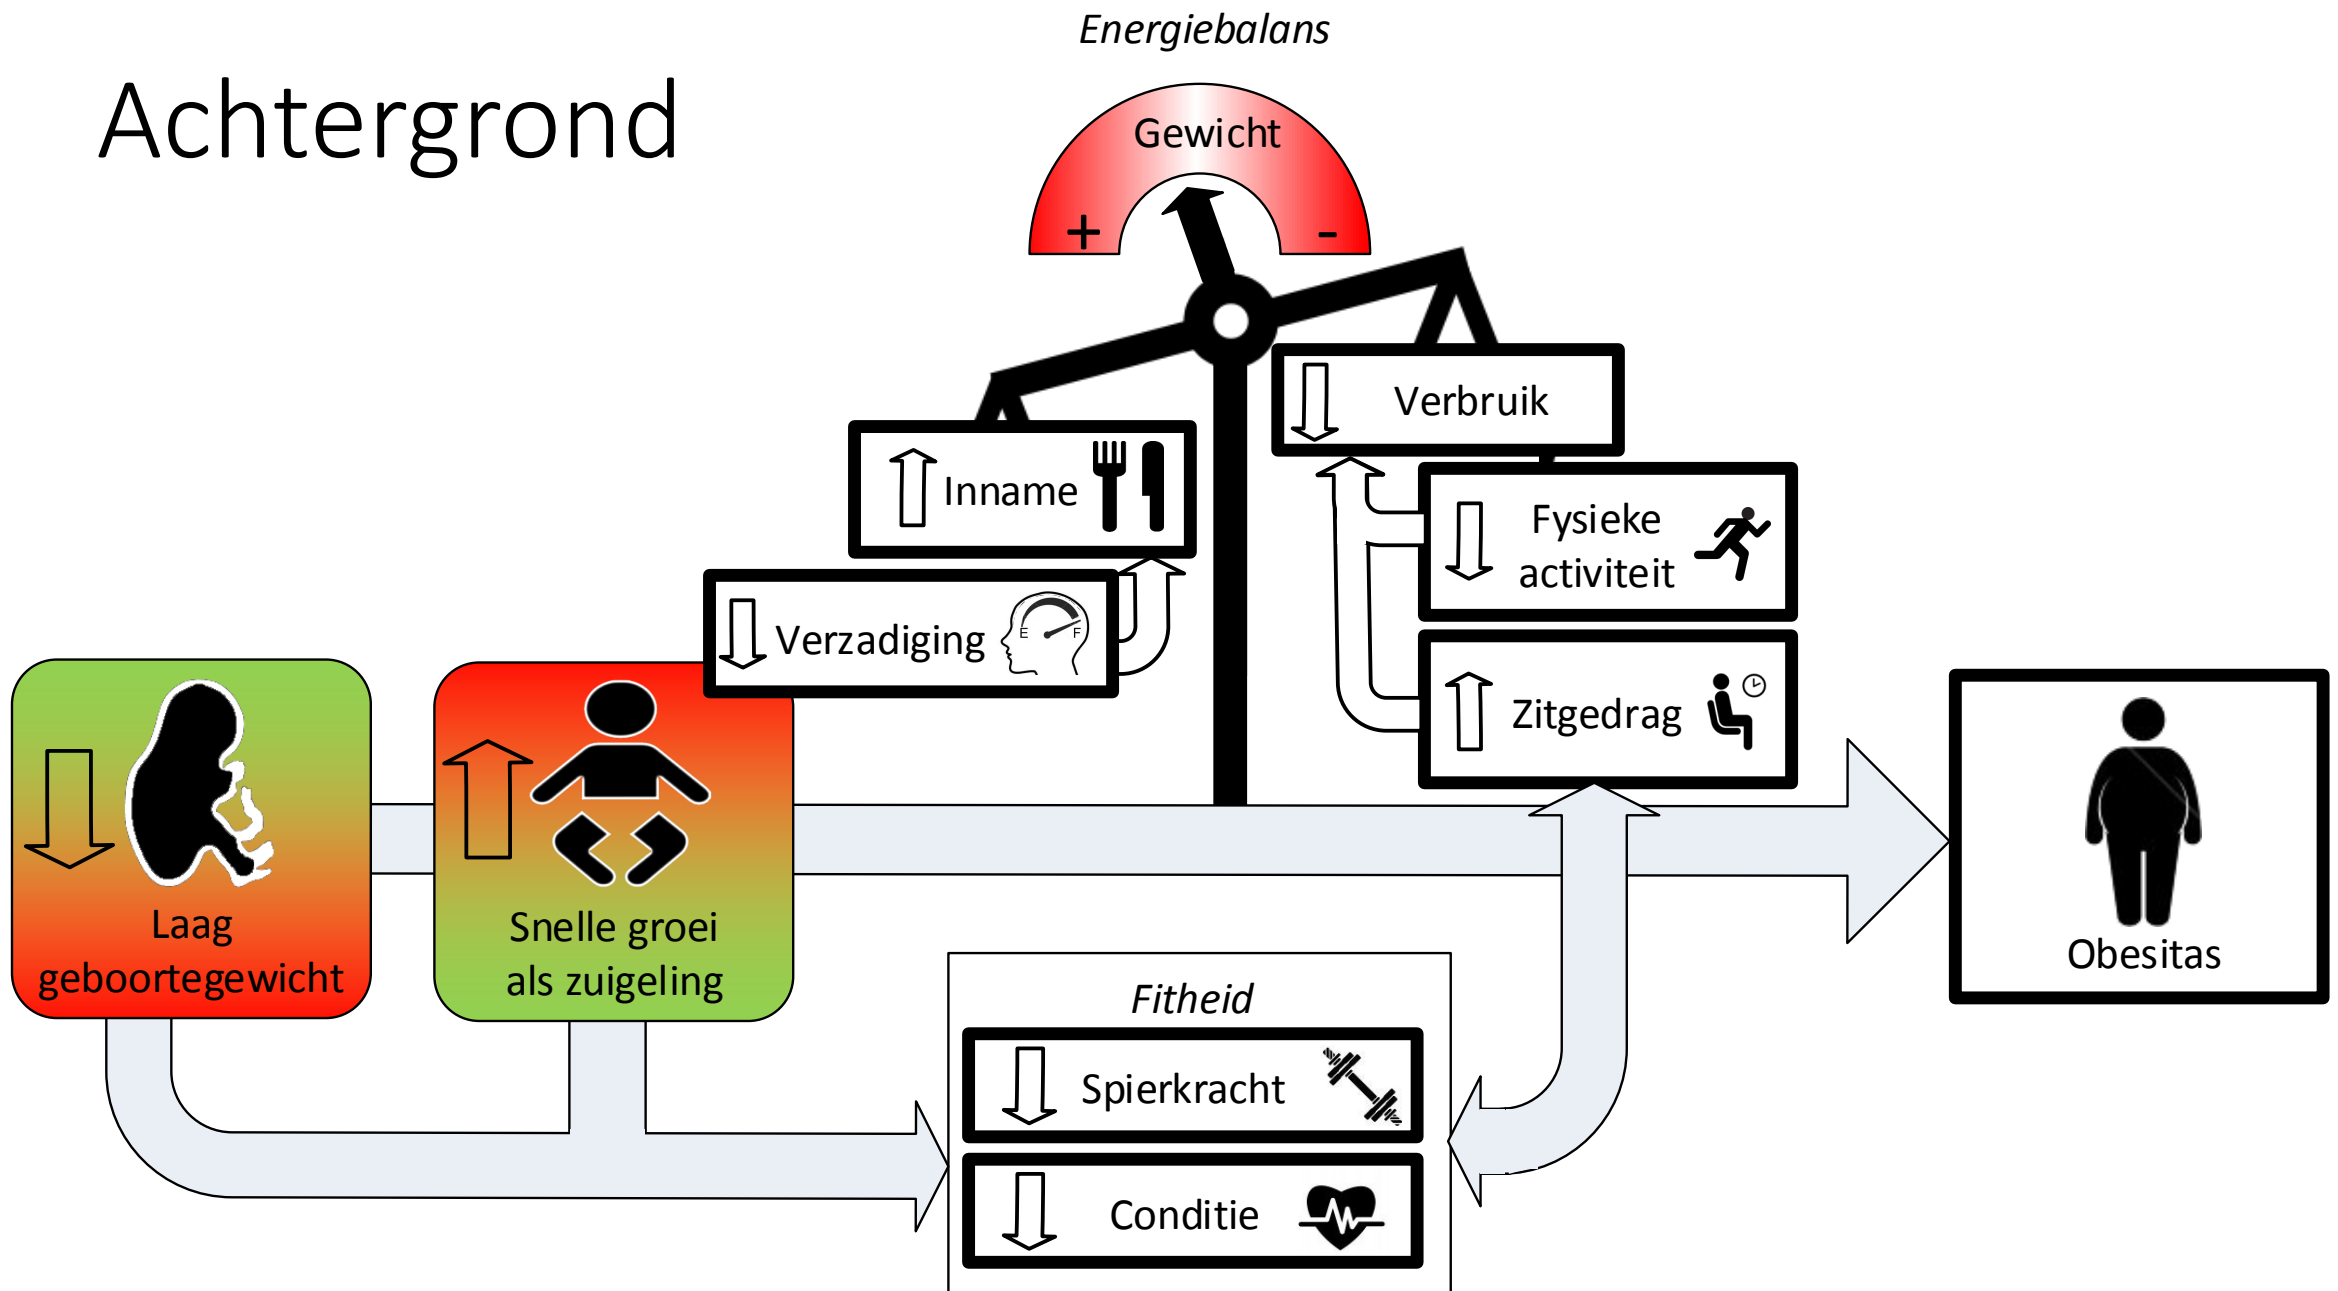 Achtergrond
Energiebalans
Gewicht
+ -
Verbruik
Inname
Fysieke
activiteit
Verzadiging
E F
Zitgedrag
Laag
geboortegewicht
Snelle groei
als zuigeling
Obesitas
Fitheid
Spierkracht
Conditie